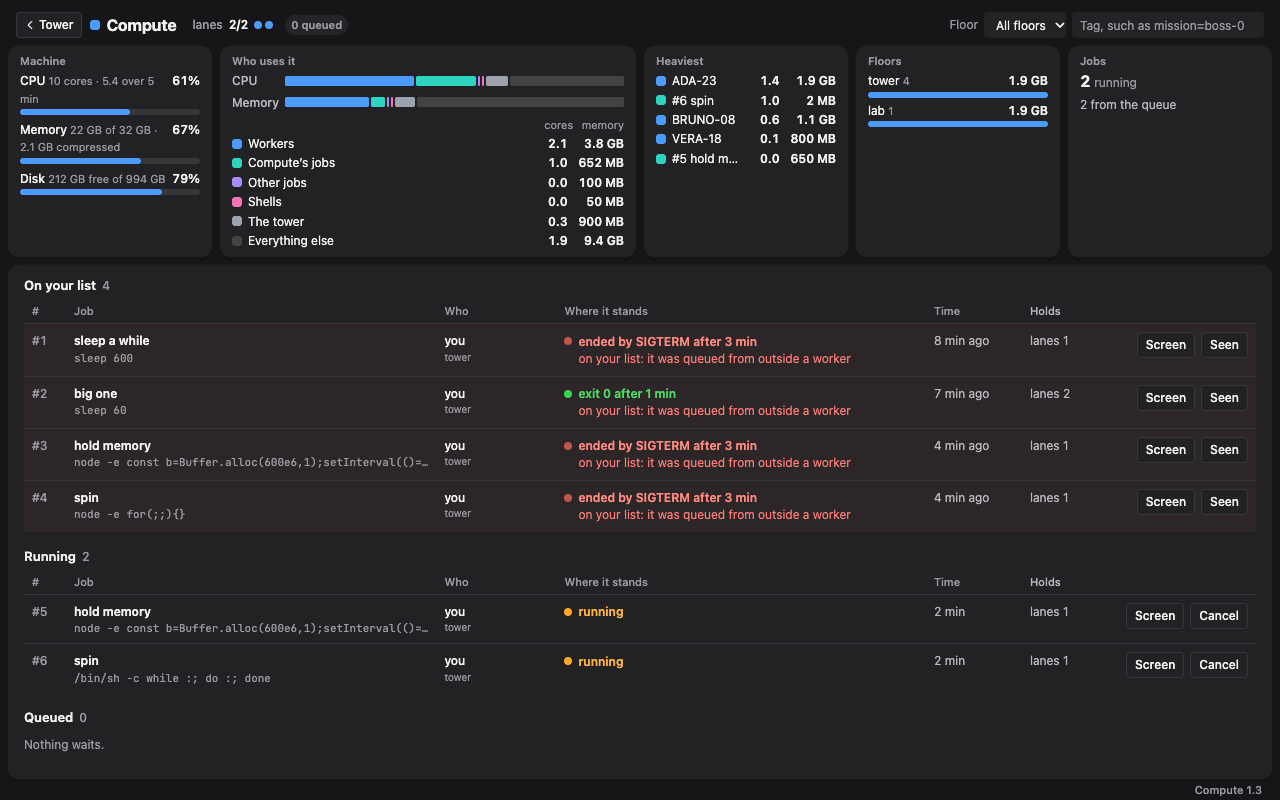 Tower
Compute
lanes 2/2
0 queued
Floor
All floors
Tag, such as mission=boss-0
Machine
CPU 10 cores · 5.4 over 5 min 61%
Memory 22 GB of 32 GB · 2.1 GB compressed 67%
Disk 212 GB free of 994 GB 79%
Who uses it
CPU
Memory
cores memory
Workers 2.1 3.8 GB
Compute's jobs 1.0 652 MB
Other jobs 0.0 100 MB
Shells 0.0 50 MB
The tower 0.3 900 MB
Everything else 1.9 9.4 GB
Heaviest
ADA-23 1.4 1.9 GB
#6 spin 1.0 2 MB
BRUNO-08 0.6 1.1 GB
VERA-18 0.1 800 MB
#5 hold m... 0.0 650 MB
Floors
tower 4 1.9 GB
lab 1 1.9 GB
Jobs
2 running
2 from the queue
On your list 4
# Job Who Where it stands Time Holds
#1 sleep a while you ended by SIGTERM after 3 min 8 min ago lanes 1 Screen Seen
sleep 600 tower on your list: it was queued from outside a worker
#2 big one you exit 0 after 1 min 7 min ago lanes 2 Screen Seen
sleep 60 tower on your list: it was queued from outside a worker
#3 hold memory you ended by SIGTERM after 3 min 4 min ago lanes 1 Screen Seen
node -e const b=Buffer.alloc(600e6,1);setInterval(()=… tower on your list: it was queued from outside a worker
#4 spin you ended by SIGTERM after 3 min 4 min ago lanes 1 Screen Seen
node -e for(;;){} tower on your list: it was queued from outside a worker
Running 2
# Job Who Where it stands Time Holds
#5 hold memory you running 2 min lanes 1 Screen Cancel
node -e const b=Buffer.alloc(600e6,1);setInterval(()=… tower
#6 spin you running 2 min lanes 1 Screen Cancel
/bin/sh -c while :; do :; done tower
Queued 0
Nothing waits.
Compute 1.3